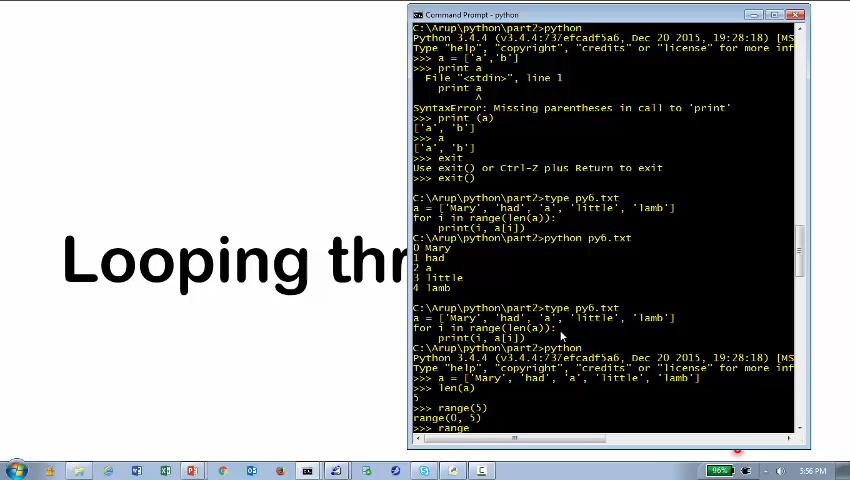 Command Prompt - python
C:\Arup\python\part2>python
Python 3.4.4 (v3.4.4:737efcadf5a6, Dec 20 2015, 19:28:18) [MS
Type "help", "copyright", "credits" or "license" for more inf
>>> a = ['a','b']
>>> print a
File "<stdin>", line 1
print a
^
SyntaxError: Missing parentheses in call to 'print'
>>> print (a)
['a', 'b']
>>> a
['a', 'b']
>>> exit
Use exit() or Ctrl-Z plus Return to exit
>>> exit()
C:\Arup\python\part2>type py6.txt
a = ['Mary', 'had', 'a', 'little', 'lamb']
for i in range(len(a)):
print(i, a[i])
C:\Arup\python\part2>python py6.txt
0 Mary
1 had
2 a
3 little
4 lamb
C:\Arup\python\part2>type py6.txt
a = ['Mary', 'had', 'a', 'little', 'lamb']
for i in range(len(a)):
print(i, a[i])
C:\Arup\python\part2>python
Python 3.4.4 (v3.4.4:737efcadf5a6, Dec 20 2015, 19:28:18) [MS
Type "help", "copyright", "credits" or "license" for more inf
>>> a = ['Mary', 'had', 'a', 'little', 'lamb']
>>> len(a)
5
>>> range(5)
range(0, 5)
>>> range
Looping thr
96%
5:56 PM